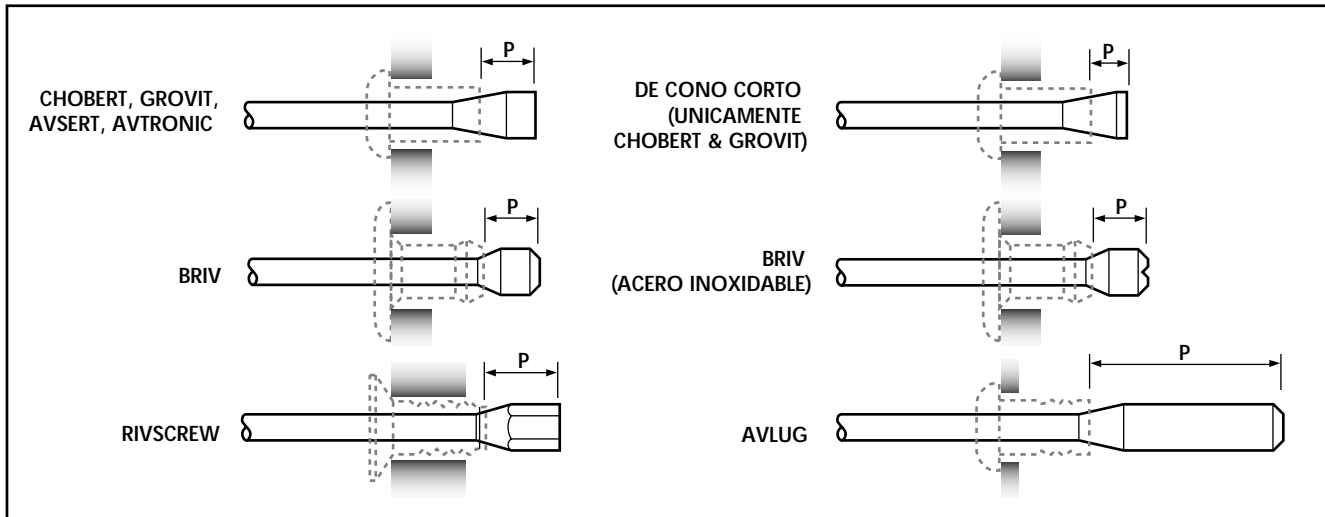 CHOBERT, GROVIT,
AVSERT, AVTRONIC
P
DE CONO CORTO
(UNICAMENTE
CHOBERT & GROVIT)
P
BRIV
P
BRIV
(ACERO INOXIDABLE)
P
RIVSCREW
P
AVLUG
P